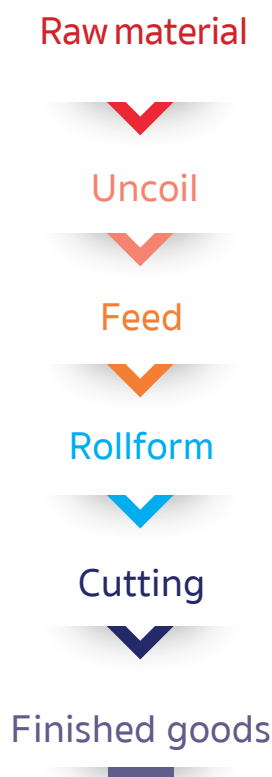 Raw material
Uncoil
Feed
Rollform
Cutting
Finished goods